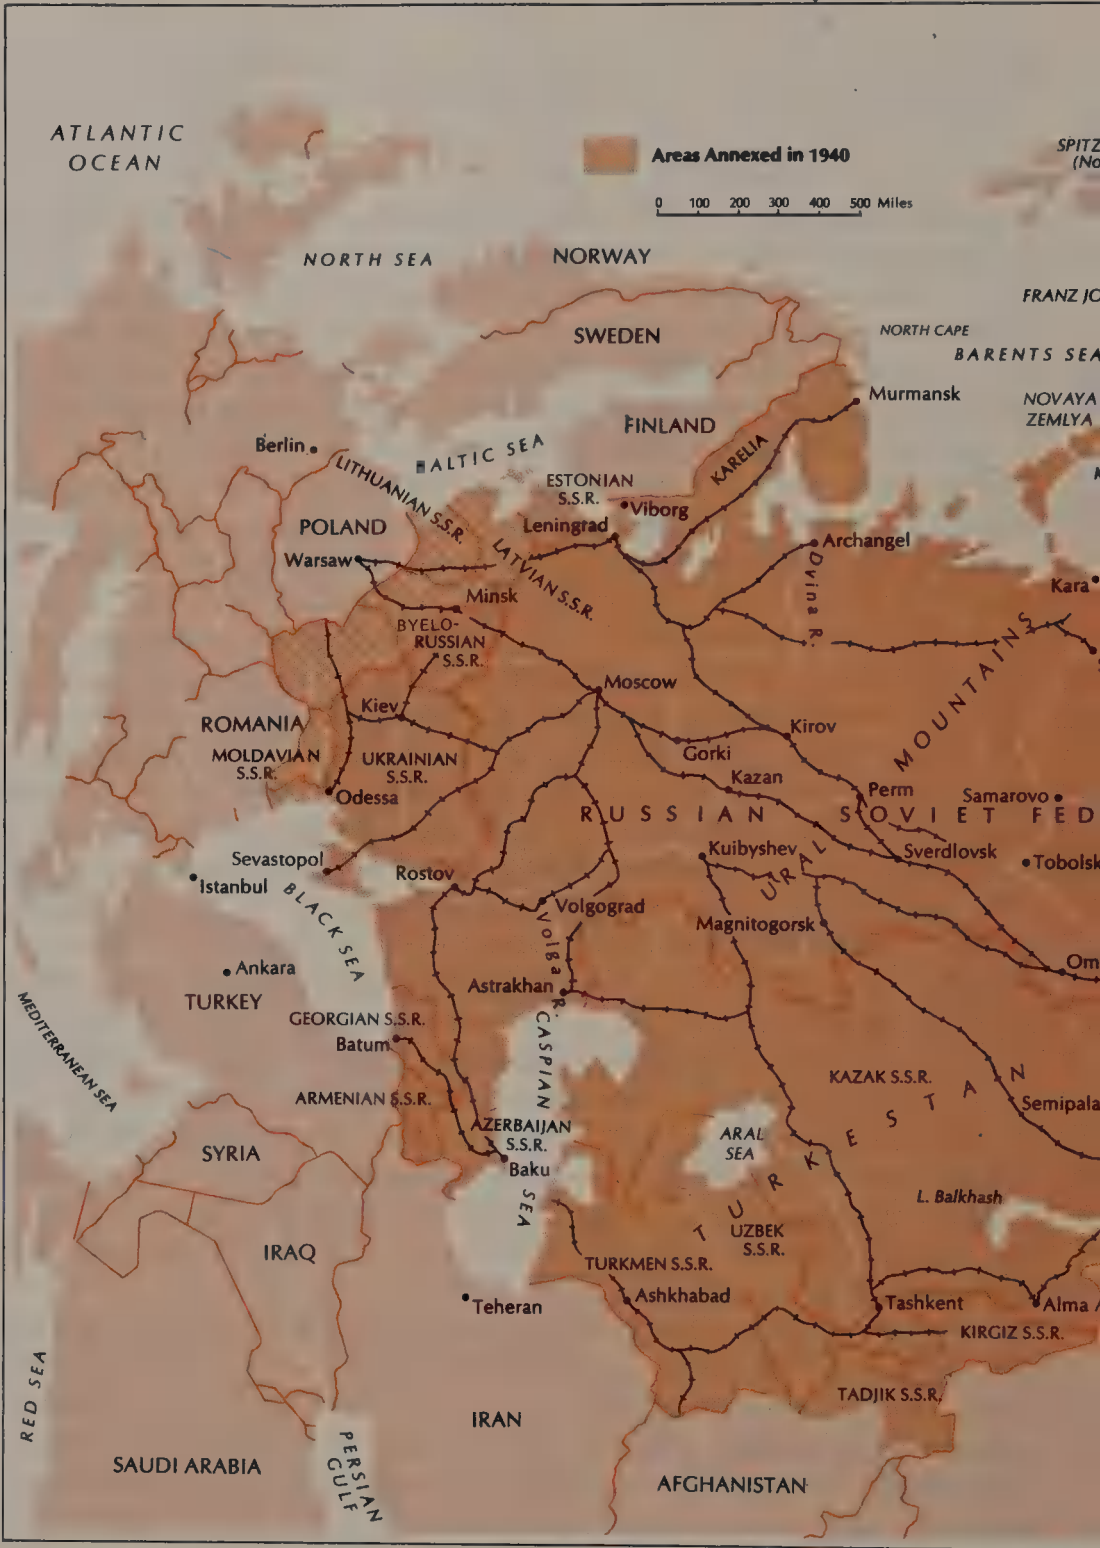 ATLANTIC
OCEAN
Areas Annexed in 1940
0 100 200 300 400 500 Miles
SPITZ
(No
NORTH SEA
NORWAY
FRANZ JO
SWEDEN
NORTH CAPE
BARENTS SEA
Murmansk
NOVAYA
ZEMLYA
FINLAND
KARELIA
Berlin
BALTIC SEA
LITHUANIAN S.S.R.
ESTONIAN
S.S.R.
Viborg
POLAND
Leningrad
Archangel
Warsaw
LATVIAN S.S.R.
Dvina R.
Kara
Minsk
BYELO-
RUSSIAN
S.S.R.
Moscow
URAL MOUNTAINS
Kiev
ROMANIA
Kirov
MOLDAVIAN
S.S.R.
UKRAINIAN
S.S.R.
Gorki
Kazan
Odessa
Perm
Samarovo
RUSSIAN SOVIET FED
Sevastopol
Kuibyshev
Sverdlovsk
Tobolsk
Istanbul
Rostov
BLACK SEA
Volgograd
Volga R.
Magnitogorsk
Ankara
Om
TURKEY
Astrakhan
MEDITERRANEAN SEA
GEORGIAN S.S.R.
Batum
CASPIAN SEA
KAZAK S.S.R.
ARMENIAN S.S.R.
Semipala
AZERBAIJAN
S.S.R.
Baku
ARAL
SEA
SYRIA
TURKESTAN
L. Balkhash
IRAQ
UZBEK
S.S.R.
TURKMEN S.S.R.
Teheran
Ashkhabad
Tashkent
Alma A
KIRGIZ S.S.R.
RED SEA
TADJIK S.S.R.
IRAN
SAUDI ARABIA
PERSIAN
GULF
AFGHANISTAN